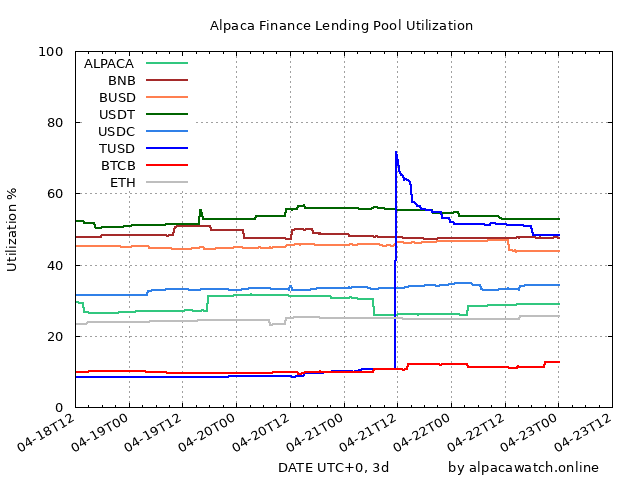 Alpaca Finance Lending Pool Utilization
100
80
60
40
20
0
Utilization %
ALPACA
BNB
BUSD
USDT
USDC
TUSD
BTCB
ETH
04-18T12
04-19T00
04-19T12
04-20T00
04-20T12
04-21T00
04-21T12
04-22T00
04-22T12
04-23T00
04-23T12
DATE UTC+0, 3d
by alpacawatch.online